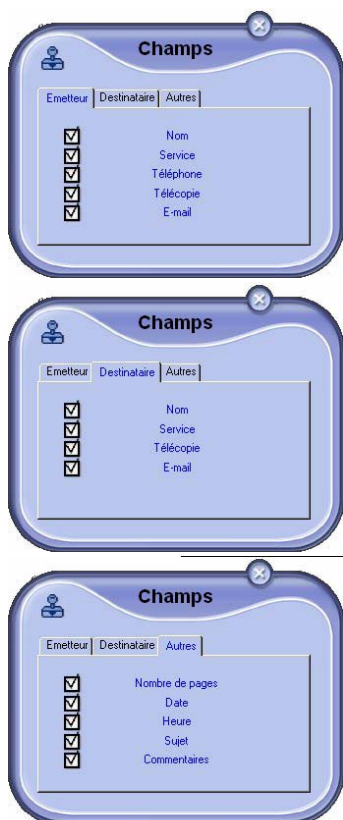 Champs
Emetteur Destinataire Autres
Nom
Service
Téléphone
Télécopie
E-mail
Champs
Emetteur Destinataire Autres
Nom
Service
Télécopie
E-mail
Champs
Emetteur Destinataire Autres
Nombre de pages
Date
Heure
Sujet
Commentaires